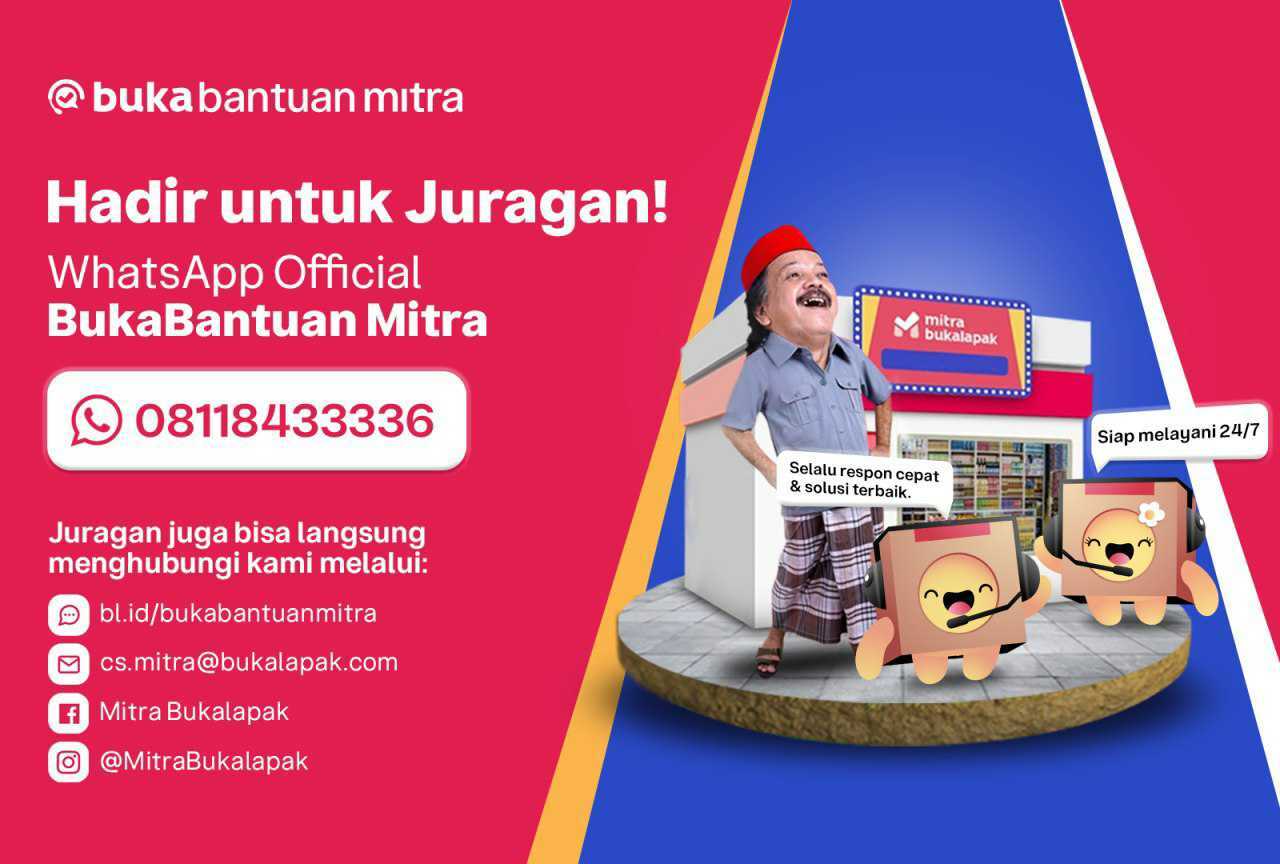 bukabantuan mitra
Hadir untuk Juragan!
WhatsApp Official
BukaBantuan Mitra
08118433336
Juragan juga bisa langsung
menghubungi kami melalui:
bl.id/bukabantuanmitra
cs.mitra@bukalapak.com
Mitra Bukalapak
@MitraBukalapak
mitra
bukalapak
Selalu respon cepat
& solusi terbaik.
Siap melayani 24/7